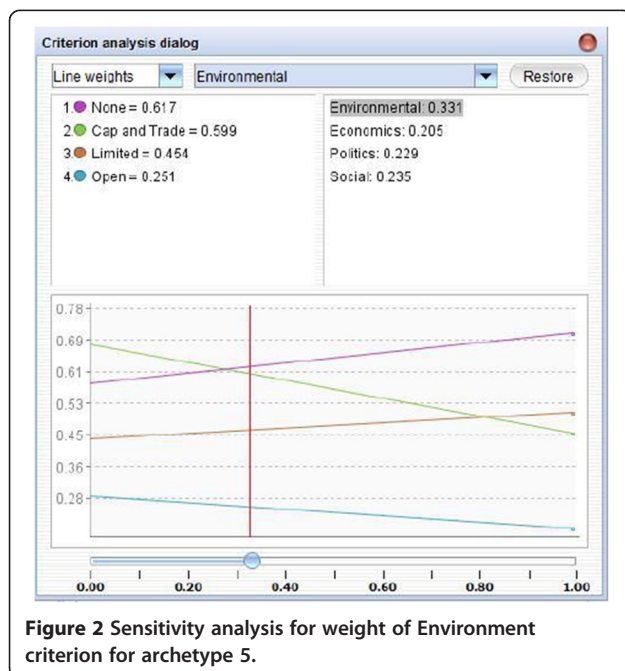 Criterion analysis dialog
Line weights Environmental Restore
1. None = 0.617
2. Cap and Trade = 0.599
3. Limited = 0.454
4. Open = 0.251
Environmental: 0.331
Economics: 0.205
Politics: 0.229
Social: 0.235
0.78
0.69
0.61
0.53
0.45
0.36
0.28
0.00 0.20 0.40 0.60 0.80 1.00
Figure 2 Sensitivity analysis for weight of Environment
criterion for archetype 5.